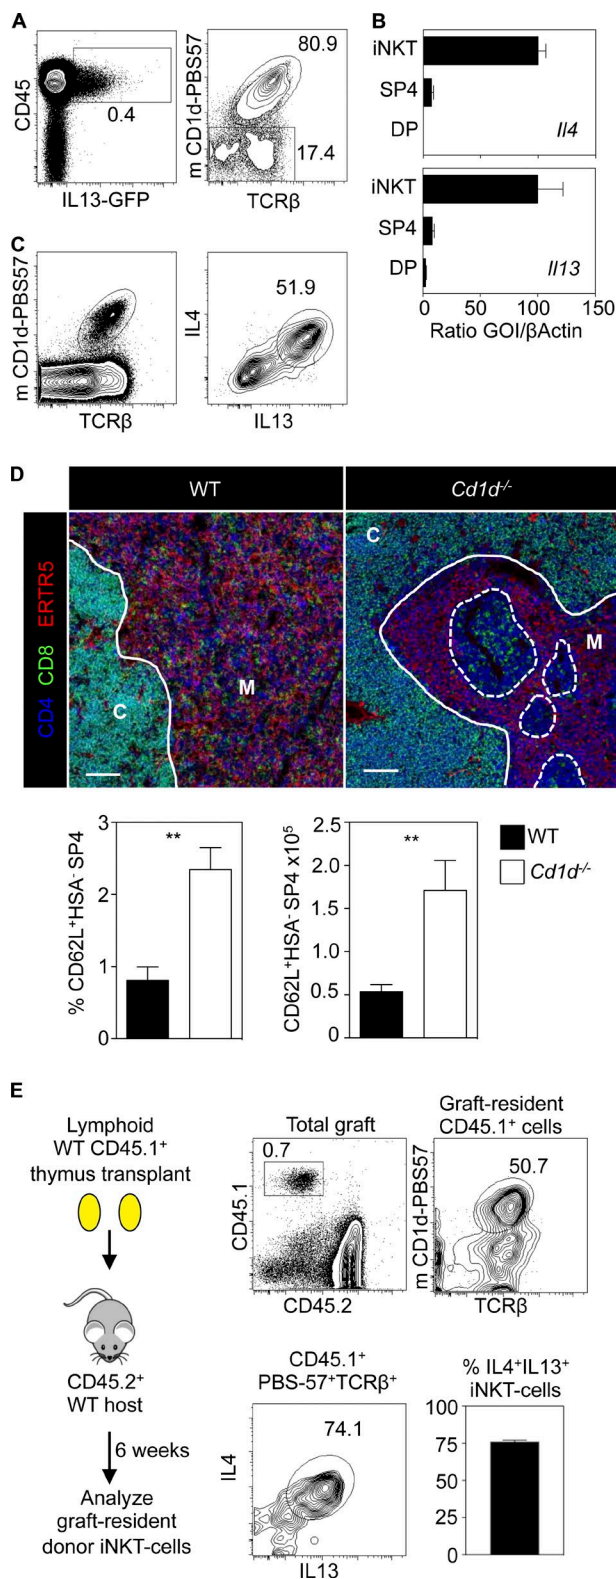 A
CD45
0.4
IL13-GFP
m CD1d-PBS57
80.9
17.4
TCRβ
B
iNKT
SP4
DP
Il4
iNKT
SP4
DP
Il13
0 50 100 150
Ratio GOI/βActin
C
m CD1d-PBS57
TCRβ
IL4
51.9
IL13
D
WT
Cd1d-/-
CD4 CD8 ERTR5
C
M
C
M
% CD62L+HSA- SP4
3
2
1
0
**
CD62L+HSA- SP4 x10⁵
2.5
2.0
1.5
1.0
0.5
0
**
WT
Cd1d-/-
E
Lymphoid
WT CD45.1+
thymus transplant
CD45.2+
WT host
6 weeks
Analyze
graft-resident
donor iNKT-cells
Total graft
0.7
CD45.1
CD45.2
Graft-resident
CD45.1+ cells
50.7
m CD1d-PBS57
TCRβ
CD45.1+
PBS-57+TCRβ+
74.1
IL4
IL13
% IL4+IL13+
iNKT-cells
100
75
50
25
0